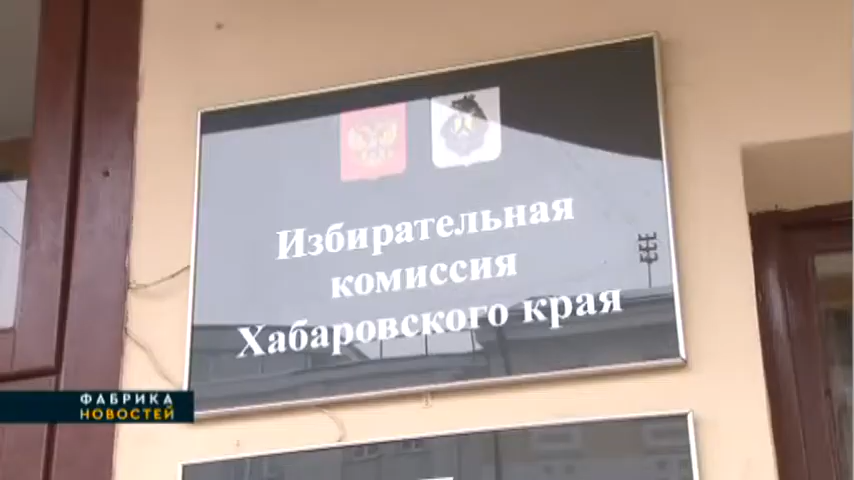 Избирательная
комиссия
Хабаровского края
ФАБРИКА
НОВОСТЕЙ